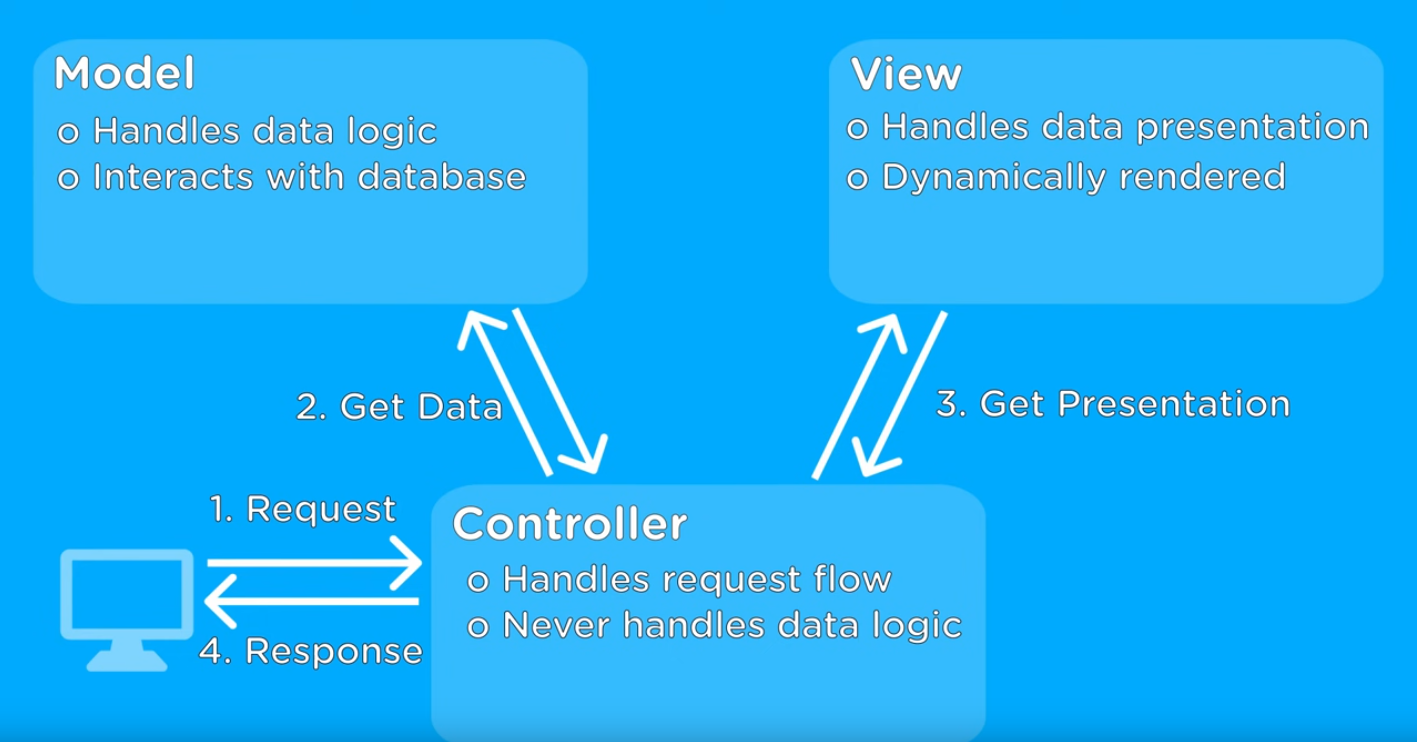 Model
o Handles data logic
o Interacts with database
View
o Handles data presentation
o Dynamically rendered
2. Get Data
3. Get Presentation
1. Request
4. Response
Controller
o Handles request flow
o Never handles data logic